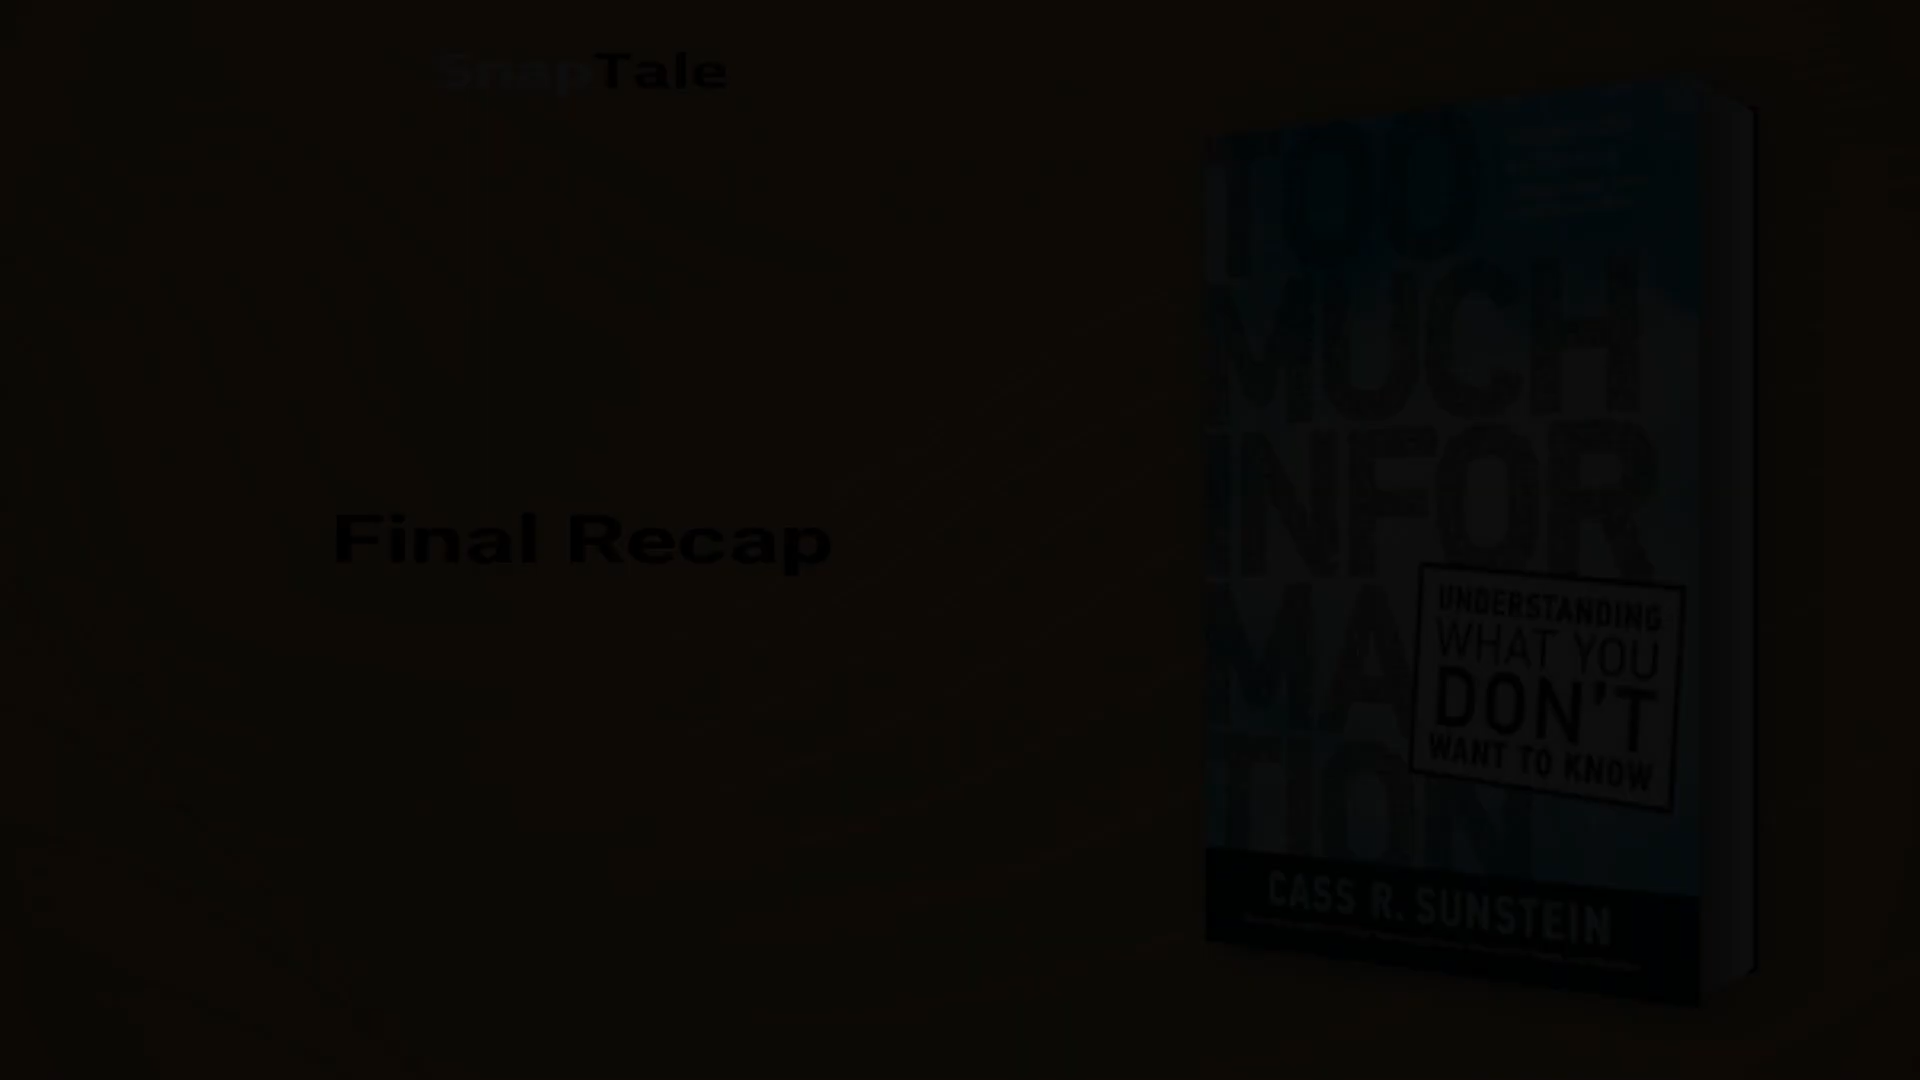 SnapTale
Final Recap
TOO
MUCH
INFOR
MA
TION
UNDERSTANDING
WHAT YOU
DON'T
WANT TO KNOW
CASS R. SUNSTEIN